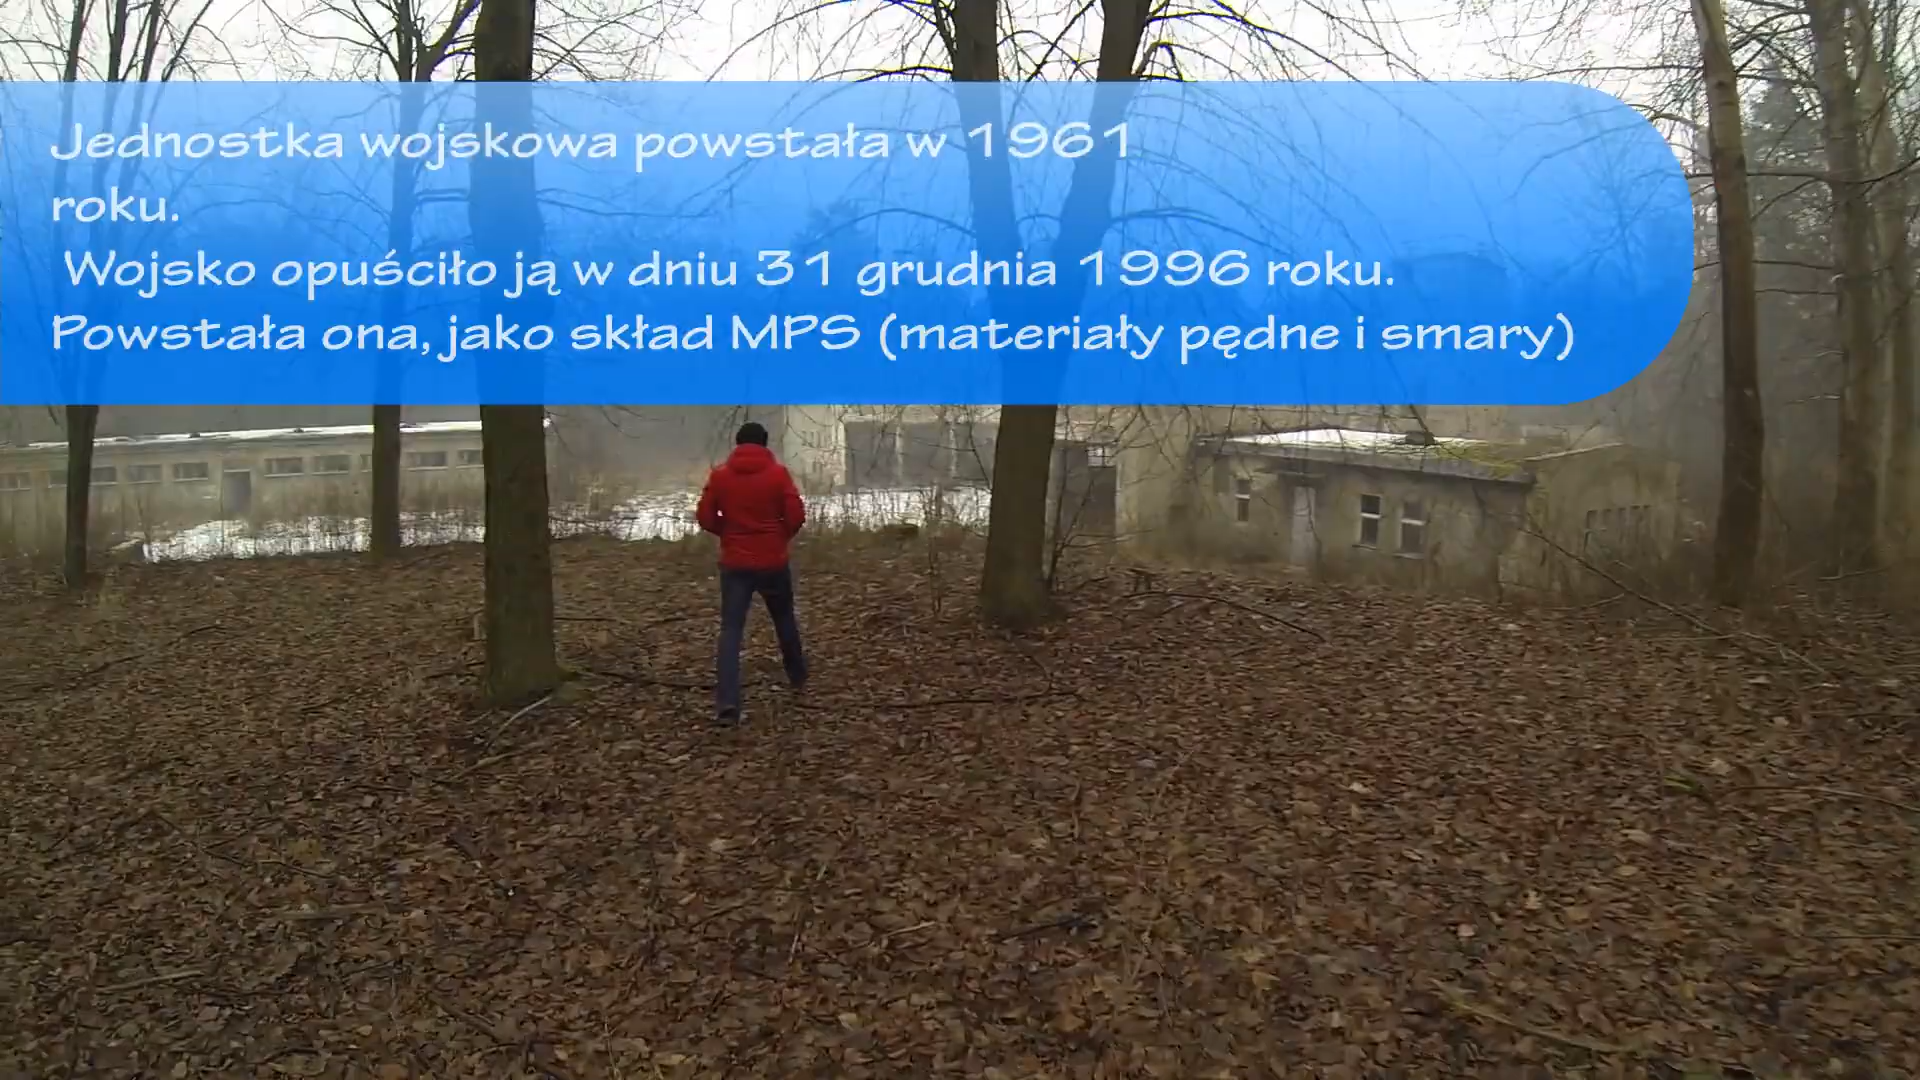 Jednostka wojskowa powstała w 1961
roku.
Wojsko opuściło ją w dniu 31 grudnia 1996 roku.
Powstała ona, jako skład MPS (materiały pędne i smary)